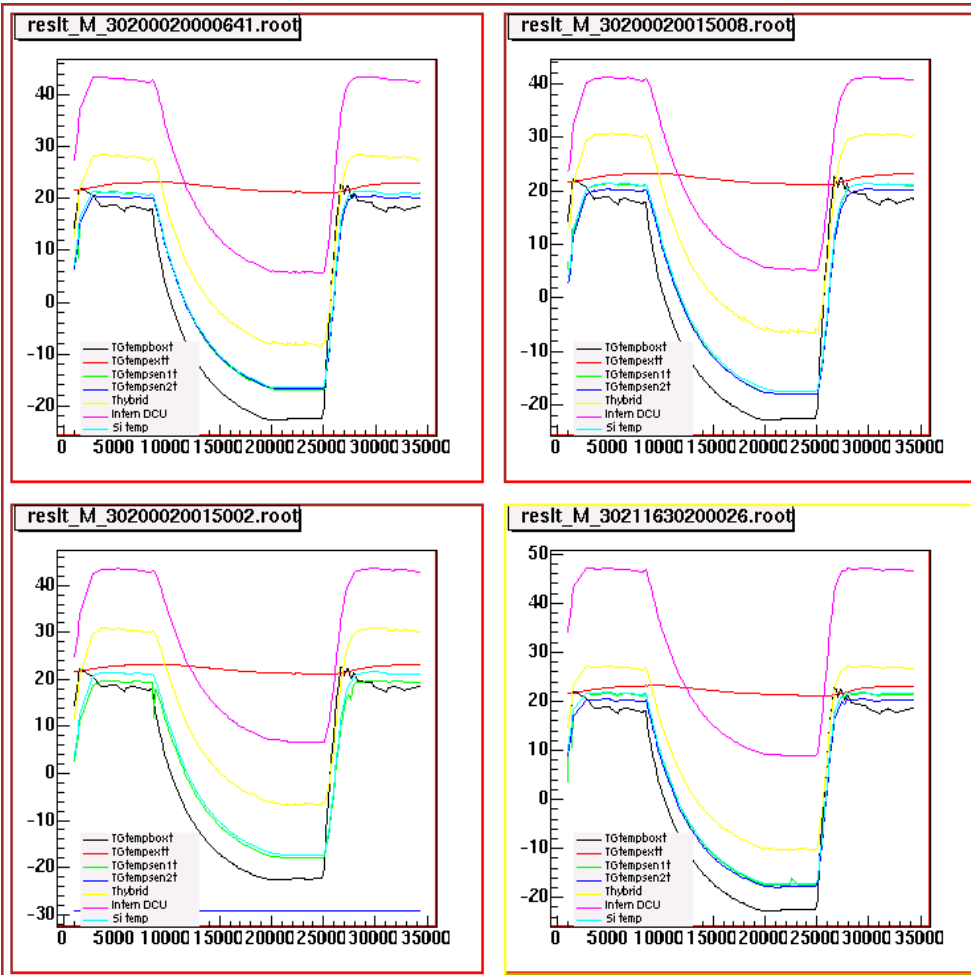 reslt_M_30200020000641.root
40
30
20
10
0
-10
-20
TGtempboxt
TGtempextt
TGtempsen1t
TGtempsen2t
Thybrid
Intern DCU
Si temp
0 5000 10000 15000 20000 25000 30000 35000
reslt_M_30200020015008.root
40
30
20
10
0
-10
-20
TGtempboxt
TGtempextt
TGtempsen1t
TGtempsen2t
Thybrid
Intern DCU
Si temp
0 5000 10000 15000 20000 25000 30000 35000
reslt_M_30200020015002.root
40
30
20
10
0
-10
-20
-30
TGtempboxt
TGtempextt
TGtempsen1t
TGtempsen2t
Thybrid
Intern DCU
Si temp
0 5000 10000 15000 20000 25000 30000 35000
reslt_M_30211630200026.root
50
40
30
20
10
0
-10
-20
TGtempboxt
TGtempextt
TGtempsen1t
TGtempsen2t
Thybrid
Intern DCU
Si temp
0 5000 10000 15000 20000 25000 30000 35000